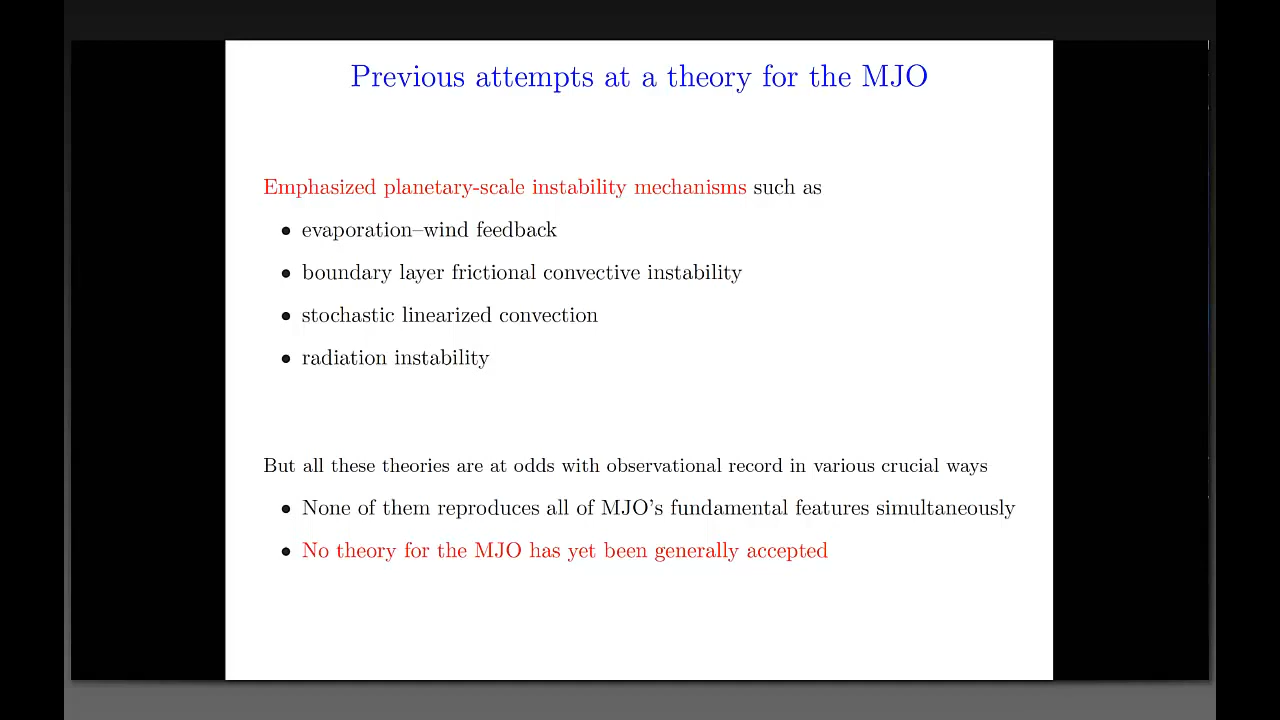 Previous attempts at a theory for the MJO
Emphasized planetary-scale instability mechanisms such as
• evaporation–wind feedback
• boundary layer frictional convective instability
• stochastic linearized convection
• radiation instability
But all these theories are at odds with observational record in various crucial ways
• None of them reproduces all of MJO's fundamental features simultaneously
• No theory for the MJO has yet been generally accepted